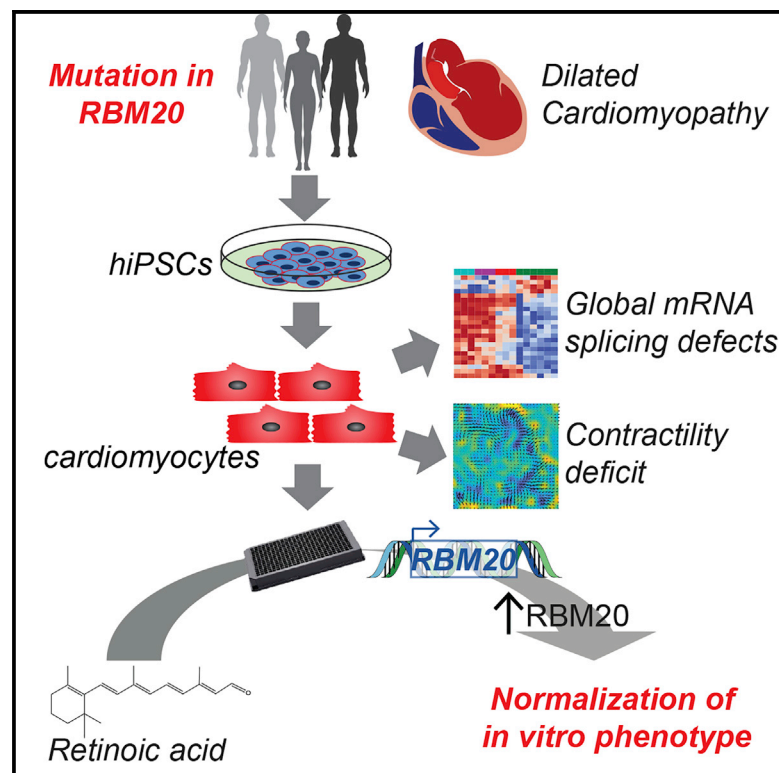 Mutation in
RBM20
Dilated
Cardiomyopathy
hiPSCs
Global mRNA
splicing defects
cardiomyocytes
Contractility
deficit
RBM20
↑RBM20
O
Retinoic acid
Normalization of
in vitro phenotype